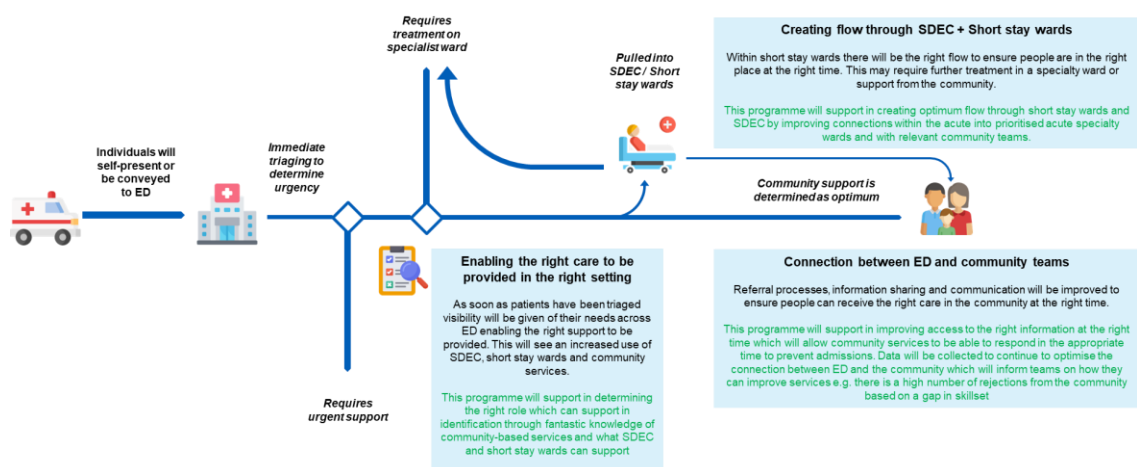 Individuals will
self-present or
be conveyed
to ED
Immediate
triaging to
determine
urgency
Requires
treatment on
specialist ward
Pulled into
SDEC / Short
stay wards
Community support is
determined as optimum
Requires
urgent support
Creating flow through SDEC + Short stay wards
Within short stay wards there will be the right flow to ensure people are in the right
place at the right time. This may require further treatment in a specialty ward or
support from the community.
This programme will support in creating optimum flow through short stay wards and
SDEC by improving connections within the acute into prioritised acute specialty
wards and with relevant community teams.
Enabling the right care to be
provided in the right setting
As soon as patients have been triaged
visibility will be given of their needs across
ED enabling the right support to be
provided. This will see an increased use of
SDEC, short stay wards and community
services.
This programme will support in determining
the right role which can support in
identification through fantastic knowledge of
community-based services and what SDEC
and short stay wards can support
Connection between ED and community teams
Referral processes, information sharing and communication will be improved to
ensure people can receive the right care in the community at the right time.
This programme will support in improving access to the right information at the right
time which will allow community services to be able to respond in the appropriate
time to prevent admissions. Data will be collected to continue to optimise the
connection between ED and the community which will inform teams on how they
can improve services e.g. there is a high number of rejections from the community
based on a gap in skillset